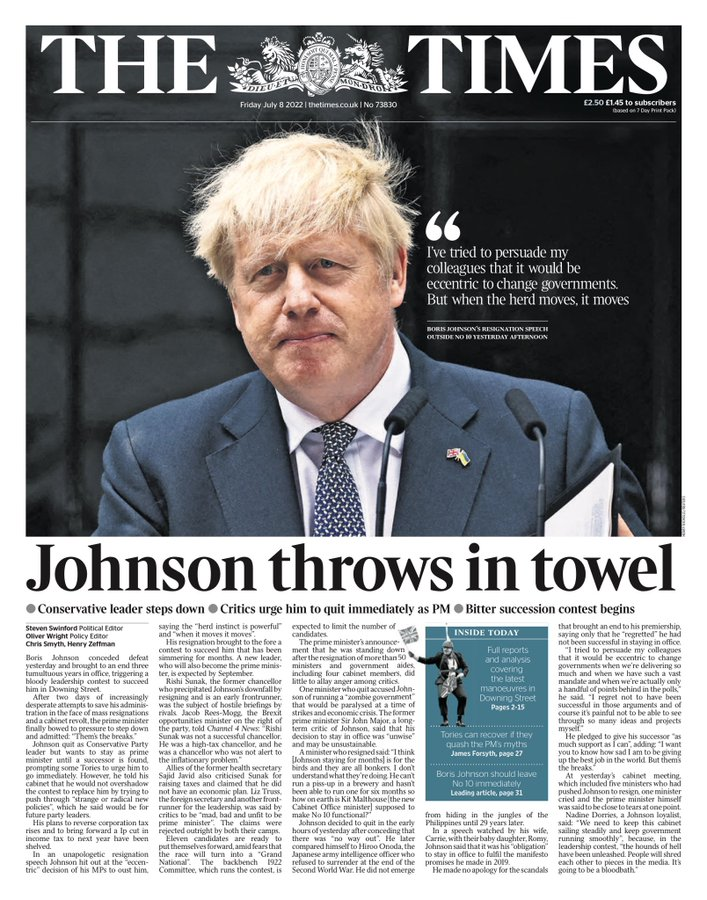 THE TIMES
DIEU ET MON DROIT
Friday July 8 2022 | thetimes.co.uk | No 73830
£2.50 £1.45 to subscribers
(based on 7 Day Print Pack)
“
I've tried to persuade my
colleagues that it would be
eccentric to change governments.
But when the herd moves, it moves
BORIS JOHNSON'S RESIGNATION SPEECH
OUTSIDE NO 10 YESTERDAY AFTERNOON
Johnson throws in towel
● Conservative leader steps down ● Critics urge him to quit immediately as PM ● Bitter succession contest begins
Steven Swinford Political Editor
Oliver Wright Policy Editor
Chris Smyth, Henry Zeffman
Boris Johnson conceded defeat
yesterday and brought to an end three
tumultuous years in office, triggering a
bloody leadership contest to succeed
him in Downing Street.
After two days of increasingly
desperate attempts to save his adminis-
tration in the face of mass resignations
and a cabinet revolt, the prime minister
finally bowed to pressure to step down
and admitted: “Them's the breaks.”
Johnson quit as Conservative Party
leader but wants to stay as prime
minister until a successor is found,
prompting some Tories to urge him to
go immediately. However, he told his
cabinet that he would not overshadow
the contest to replace him by trying to
push through “strange or radical new
policies”, which he said would be for
future party leaders.
His plans to reverse corporation tax
rises and to bring forward a 1p cut in
income tax to next year have been
shelved.
In an unapologetic resignation
speech Johnson hit out at the “eccen-
tric” decision of his MPs to oust him,
saying the “herd instinct is powerful”
and “when it moves it moves”.
His resignation brought to the fore a
contest to succeed him that has been
simmering for months. A new leader,
who will also become the prime minis-
ter, is expected by September.
Rishi Sunak, the former chancellor
who precipitated Johnson's downfall by
resigning and is an early frontrunner,
was the subject of hostile briefings by
rivals. Jacob Rees-Mogg, the Brexit
opportunities minister on the right of
the party, told Channel 4 News: “Rishi
Sunak was not a successful chancellor.
He was a high-tax chancellor, and he
was a chancellor who was not alert to
the inflationary problem.”
Allies of the former health secretary
Sajid Javid also criticised Sunak for
raising taxes and claimed that he did
not have an economic plan. Liz Truss,
the foreign secretary and another front-
runner for the leadership, was said by
critics to be “mad, bad and unfit to be
prime minister”. The claims were
rejected outright by both their camps.
Eleven candidates are ready to
put themselves forward, amid fears that
the race will turn into a “Grand
National”. The backbench 1922
Committee, which runs the contest, is
expected to limit the number of
candidates.
The prime minister's announce-
ment that he was standing down
after the resignation of more than 50
ministers and government aides,
including four cabinet members, did
little to allay anger among critics.
One minister who quit accused John-
son of running a “zombie government”
that would be paralysed at a time of
strikes and economic crisis. The former
prime minister Sir John Major, a long-
term critic of Johnson, said that his
decision to stay in office was “unwise”
and may be unsustainable.
A minister who resigned said: “I think
[Johnson staying for months] is for the
birds and they are all bonkers. I don't
understand what they're doing. He can't
run a piss-up in a brewery and hasn't
been able to run one for six months so
how on earth is Kit Malthouse [the new
Cabinet Office minister] supposed to
make No 10 functional?”
Johnson decided to quit in the early
hours of yesterday after conceding that
there was “no way out”. He later
compared himself to Hiroo Onoda, the
Japanese army intelligence officer who
refused to surrender at the end of the
Second World War. He did not emerge
INSIDE TODAY
Full reports
and analysis
covering
the latest
manoeuvres in
Downing Street
Pages 2-15
Tories can recover if they
quash the PM's myths
James Forsyth, page 27
Boris Johnson should leave
No 10 immediately
Leading article, page 31
from hiding in the jungles of the
Philippines until 29 years later.
In a speech watched by his wife,
Carrie, with their baby daughter, Romy,
Johnson said that it was his “obligation”
to stay in office to fulfil the manifesto
promises he made in 2019.
He made no apology for the scandals
that brought an end to his premiership,
saying only that he “regretted” he had
not been successful in staying in office.
“I tried to persuade my colleagues
that it would be eccentric to change
governments when we're delivering so
much and when we have such a vast
mandate and when we're actually only
a handful of points behind in the polls,”
he said. “I regret not to have been
successful in those arguments and of
course it's painful not to be able to see
through so many ideas and projects
myself.”
He pledged to give his successor “as
much support as I can”, adding: “I want
you to know how sad I am to be giving
up the best job in the world. But them's
the breaks.”
At yesterday's cabinet meeting,
which included five ministers who had
pushed Johnson to resign, one minister
cried and the prime minister himself
was said to be close to tears at one point.
Nadine Dorries, a Johnson loyalist,
said: “We need to keep this cabinet
sailing steadily and keep government
running smoothly”, because, in the
leadership contest, “the hounds of hell
have been unleashed. People will shred
each other to pieces in the media. It's
going to be a bloodbath.”